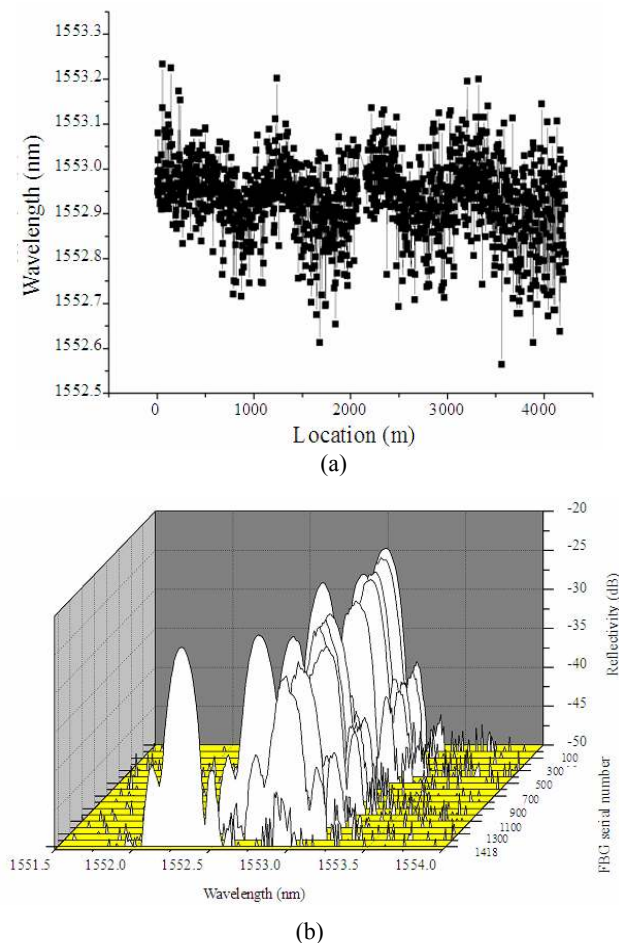 1553.3
1553.2
1553.1
1553.0
1552.9
1552.8
1552.7
1552.6
1552.5
Wavelength (nm)
0 1000 2000 3000 4000
Location (m)
(a)
-20
-25
-30
-35
-40
-45
-50
Reflectivity (dB)
100
300
500
700
900
1100
1300
1418
FBG serial number
1551.5 1552.0 1552.5 1553.0 1553.5 1554.0
Wavelength (nm)
(b)